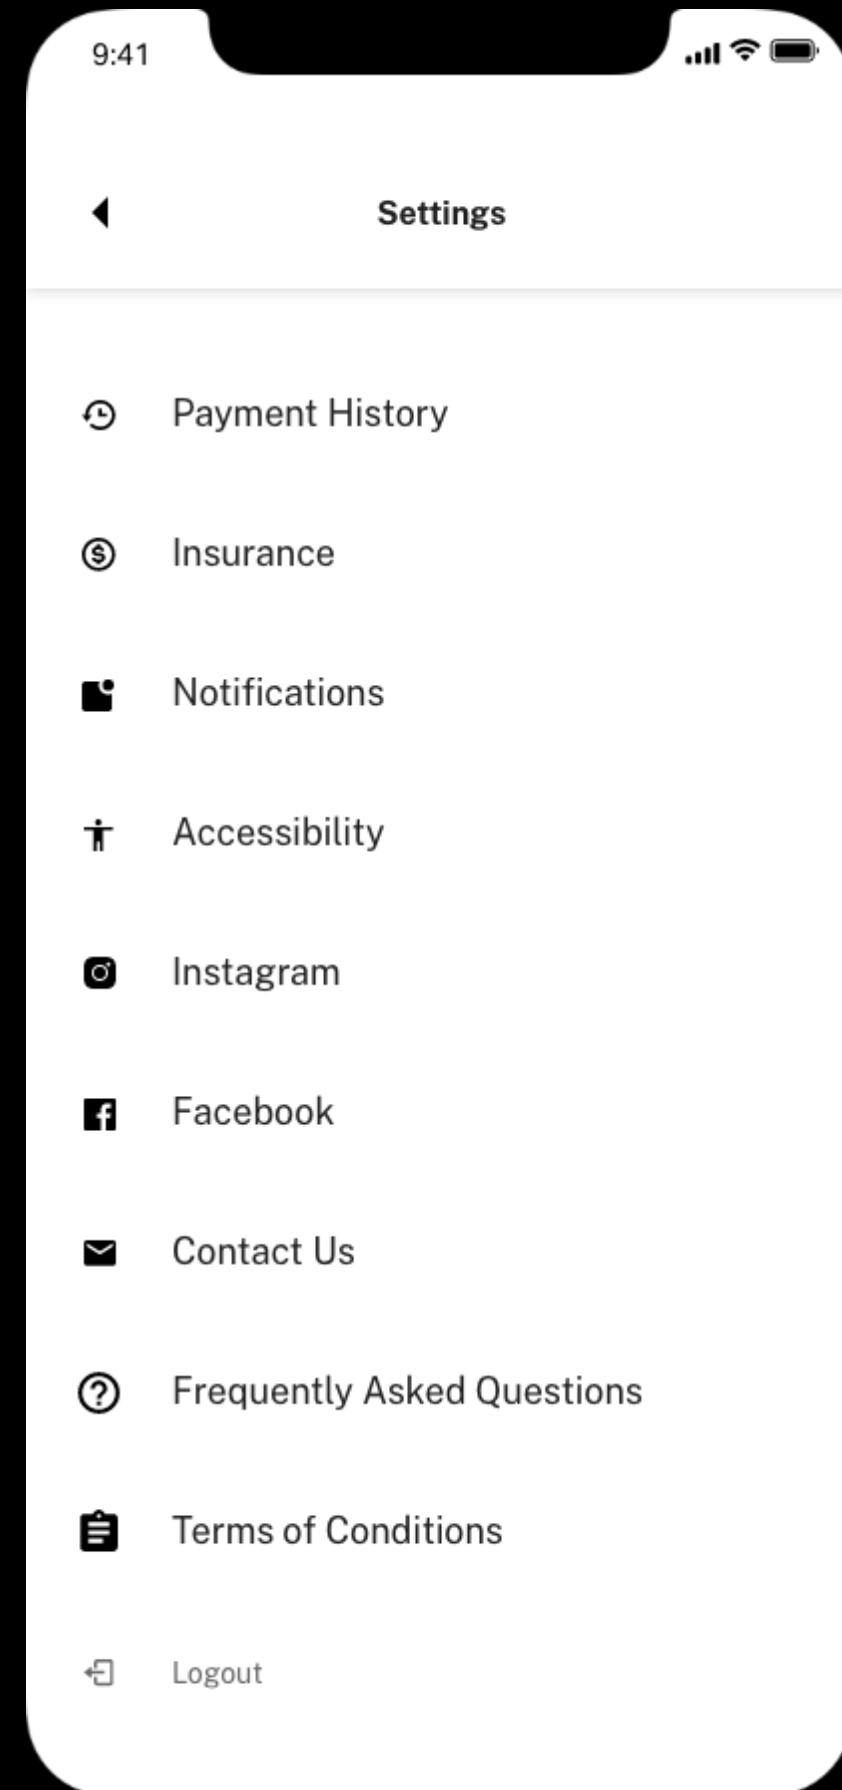 9:41
Settings
Payment History
Insurance
Notifications
Accessibility
Instagram
Facebook
Contact Us
Frequently Asked Questions
Terms of Conditions
Logout